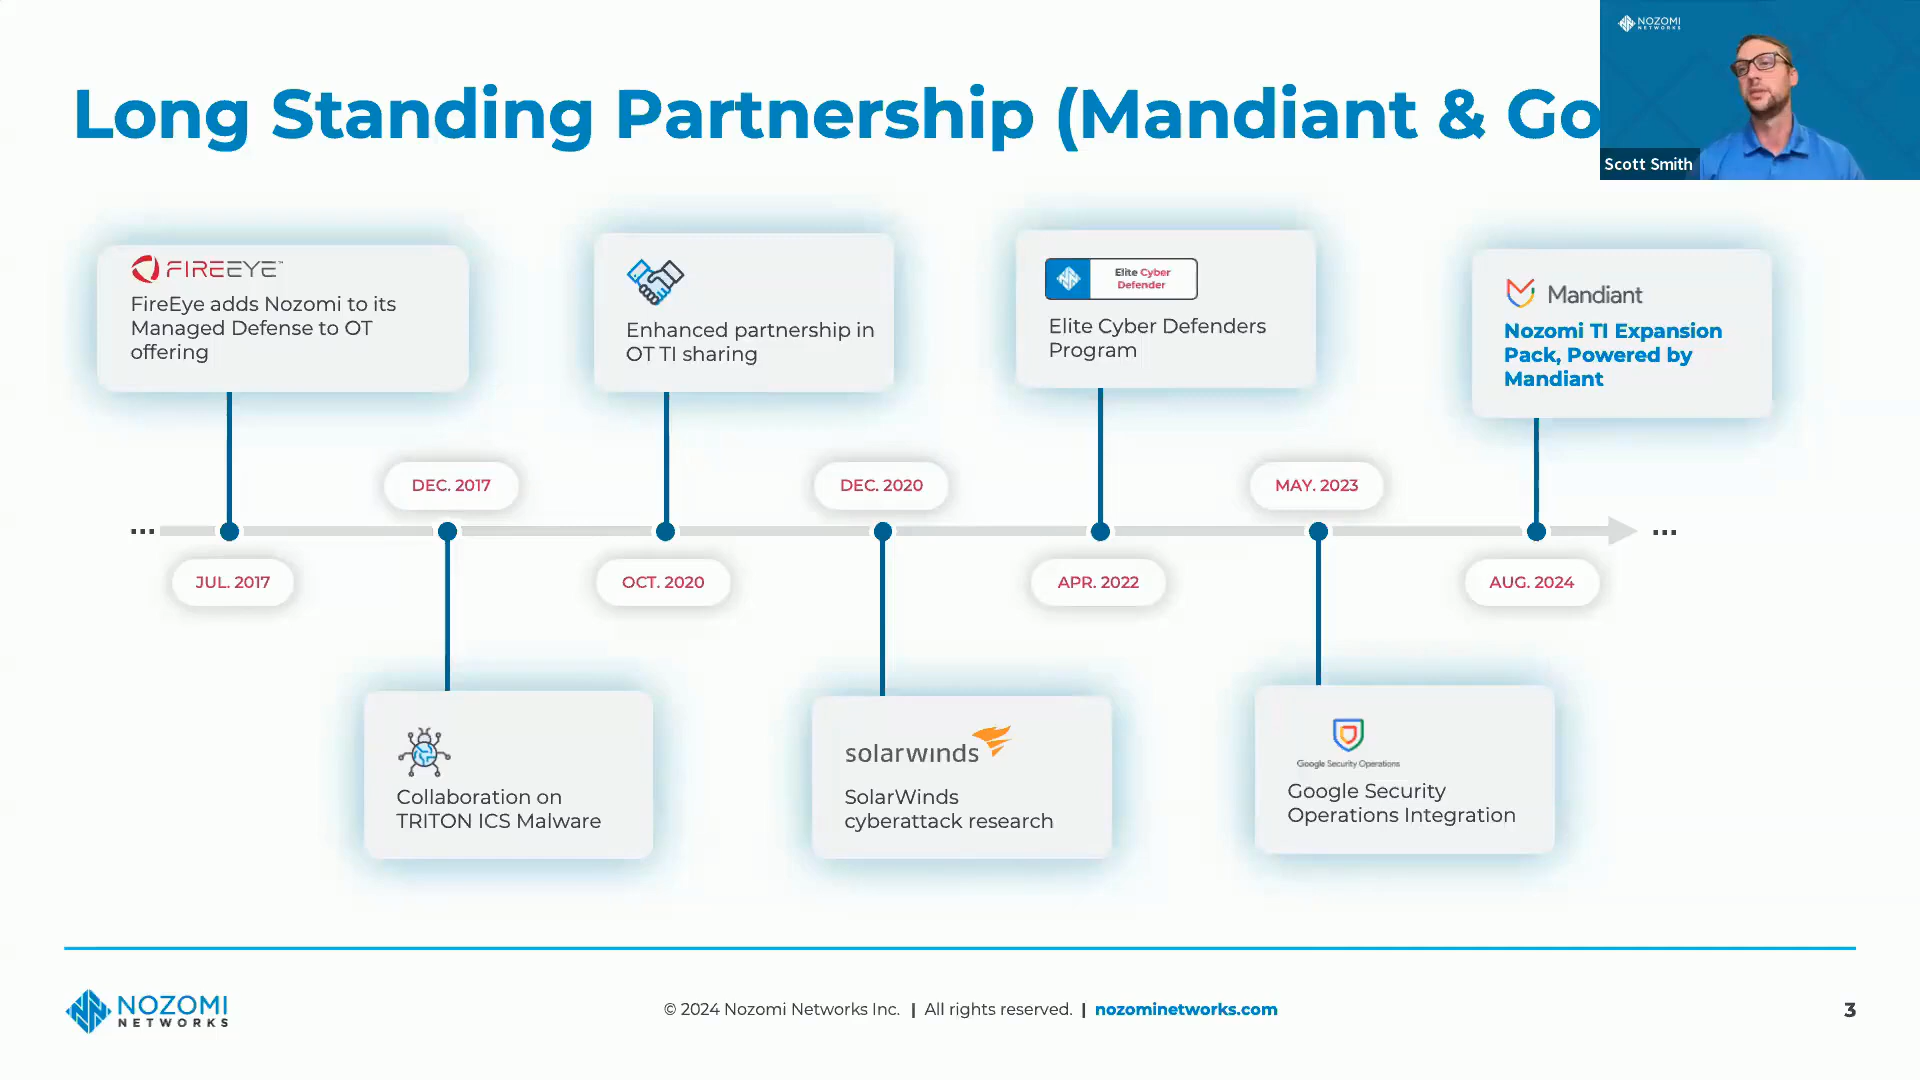 Long Standing Partnership (Mandiant & Go
NOZOMI
NETWORKS
Scott Smith
FIREEYE™
FireEye adds Nozomi to its
Managed Defense to OT
offering
Enhanced partnership in
OT TI sharing
Elite Cyber
Defender
Elite Cyber Defenders
Program
Mandiant
Nozomi TI Expansion
Pack, Powered by
Mandiant
DEC. 2017
DEC. 2020
MAY. 2023
...
...
JUL. 2017
OCT. 2020
APR. 2022
AUG. 2024
Collaboration on
TRITON ICS Malware
solarwinds
SolarWinds
cyberattack research
Google Security Operations
Google Security
Operations Integration
NOZOMI
NETWORKS
© 2024 Nozomi Networks Inc. | All rights reserved. | nozominetworks.com
3